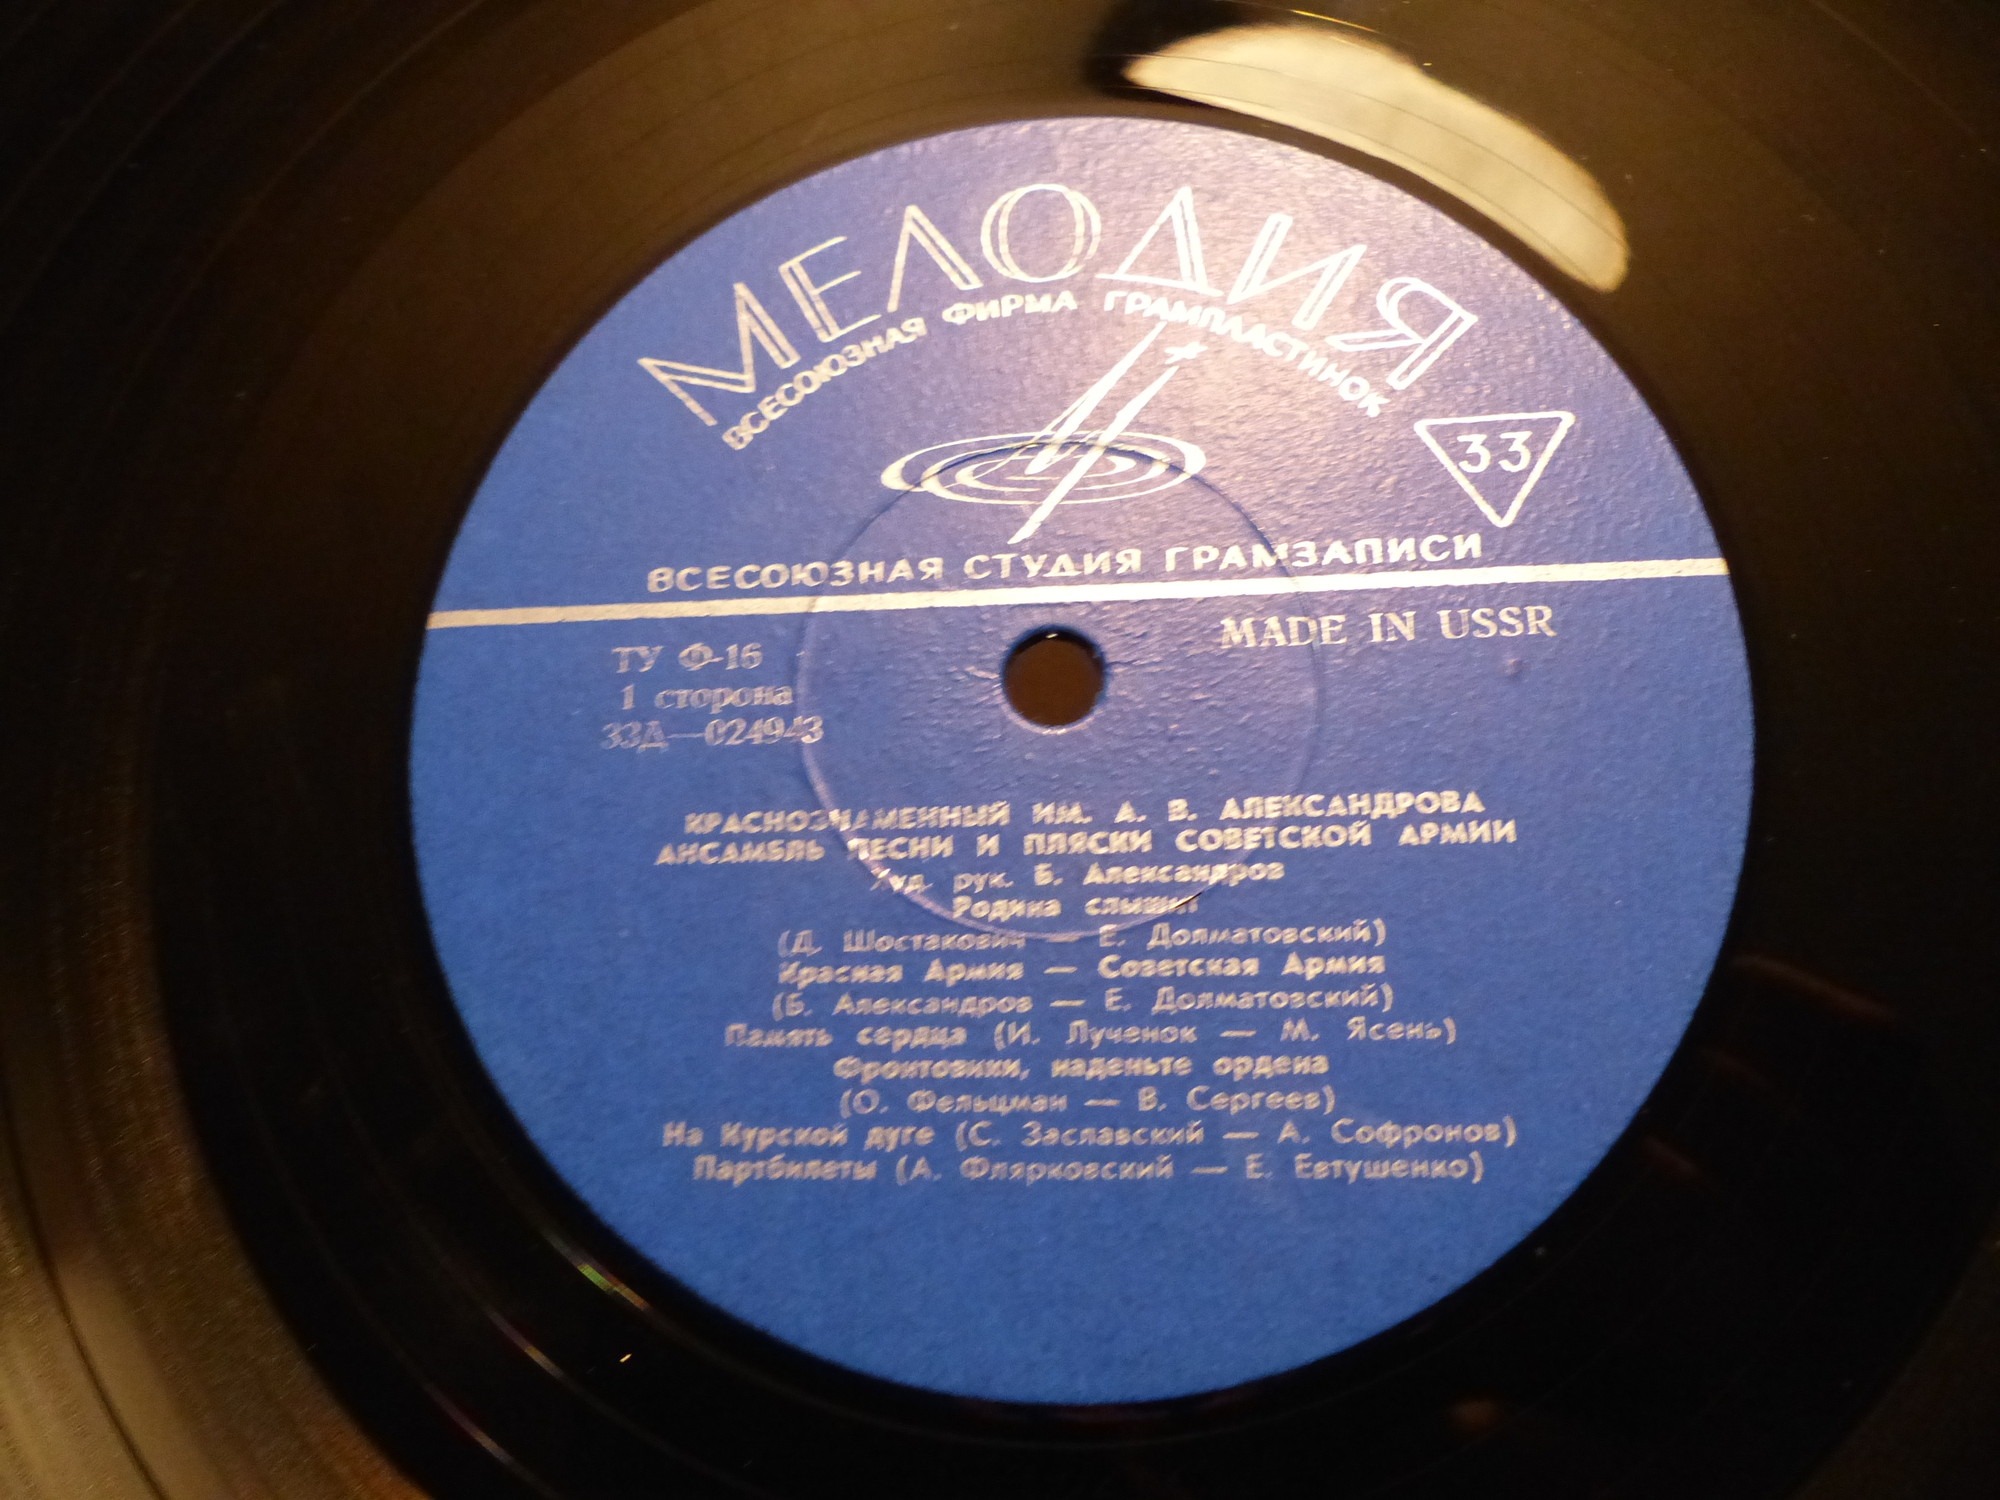 МЕЛОДИЯ
ВСЕСОЮЗНАЯ ФИРМА ГРАМПЛАСТИНОК
33
ВСЕСОЮЗНАЯ СТУДИЯ ГРАМЗАПИСИ
MADE IN USSR
ТУ Ф-16
1 сторона
33Д—024943
КРАСНОЗНАМЕННЫЙ ИМ. А. В. АЛЕКСАНДРОВА
АНСАМБЛЬ ПЕСНИ И ПЛЯСКИ СОВЕТСКОЙ АРМИИ
Худ. рук. Б. Александров
Родина слышит
(Д. Шостакович — Е. Долматовский)
Красная Армия — Советская Армия
(Б. Александров — Е. Долматовский)
Память сердца (И. Лученок — М. Ясень)
Фронтовики, наденьте ордена
(О. Фельцман — В. Сергеев)
На Курской дуге (С. Заславский — А. Софронов)
Партбилеты (А. Флярковский — Е. Евтушенко)